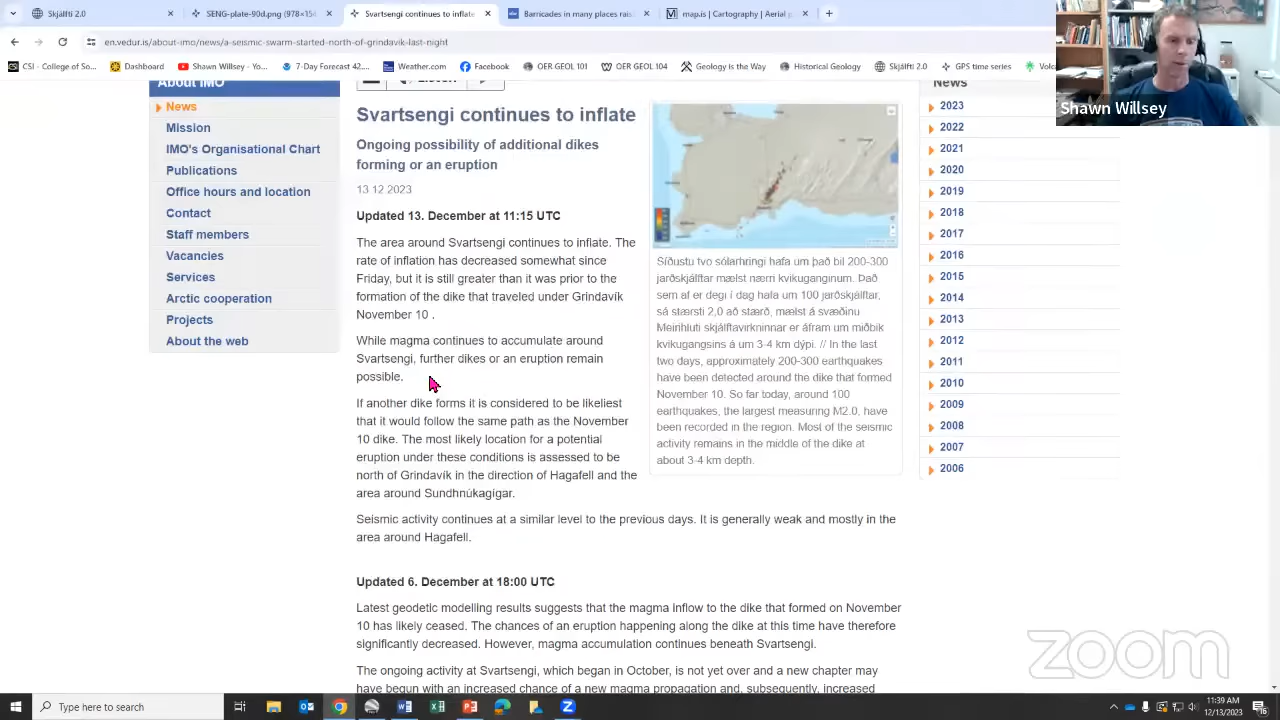 Skjálfti 2.0
SENG-plate-90d.png (978×15
Svartsengi continues to inflate
Barricades in many places rais
map.is | Cartography | Aerial p
en.vedur.is/about-imo/news/a-seismic-swarm-started-north-of-grindavik-last-night
CSI - College of So...
Dashboard
Shawn Willsey - Yo...
7-Day Forecast 42....
Weather.com
Facebook
OER GEOL 101
OER GEOL 104
Geology is the Way
Historical Geology
Skjálfti 2.0
GPS time series
Volc
Shawn Willsey
About IMO
News
Mission
IMO's Organisational Chart
Publications
Office hours and location
Contact
Staff members
Vacancies
Services
Arctic cooperation
Projects
About the web
Listen
Svartsengi continues to inflate
Ongoing possibility of additional dikes
forming or an eruption
13 12 2023
Updated 13. December at 11:15 UTC
The area around Svartsengi continues to inflate. The
rate of inflation has decreased somewhat since
Friday, but it is still greater than it was prior to the
formation of the dike that traveled under Grindavík
November 10 .
While magma continues to accumulate around
Svartsengi, further dikes or an eruption remain
possible.
If another dike forms it is considered to be likeliest
that it would follow the same path as the November
10 dike. The most likely location for a potential
eruption under these conditions is assessed to be
north of Grindavík in the direction of Hagafell and the
area around Sundhnúkagígar.
Seismic activity continues at a similar level to the previous days. It is generally weak and mostly in the
area around Hagafell.
Updated 6. December at 18:00 UTC
Latest geodetic modelling results suggests that the magma inflow to the dike that formed on November
10 has likely ceased. The chances of an eruption happening along the dike at this time have therefore
significantly decreased. However, magma accumulation continues beneath Svartsengi.
The ongoing activity at Svartsengi, which began in October, is not yet over and a new chapter may
have begun with an increased chance of a new magma propagation and, subsequently, increased
Síðustu tvo sólarhringi hafa um það bil 200-300
jarðskjálftar mælst nærri kvikuganginum. Það
sem af er degi í dag hafa um 100 jarðskjálftar,
sá stærsti 2,0 að stærð, mælst á svæðinu
Meirihluti skjálftavirkninnar er áfram um miðbik
kvikugangsins á um 3-4 km dýpi. // In the last
two days, approximately 200-300 earthquakes
have been detected around the dike that formed
November 10. So far today, around 100
earthquakes, the largest measuring M2.0, have
been recorded in the region. Most of the seismic
activity remains in the middle of the dike at
about 3-4 km depth.
News
2023
2022
2021
2020
2019
2018
2017
2016
2015
2014
2013
2012
2011
2010
2009
2008
2007
2006
zoom
Type here to search
11:39 AM
12/13/2023